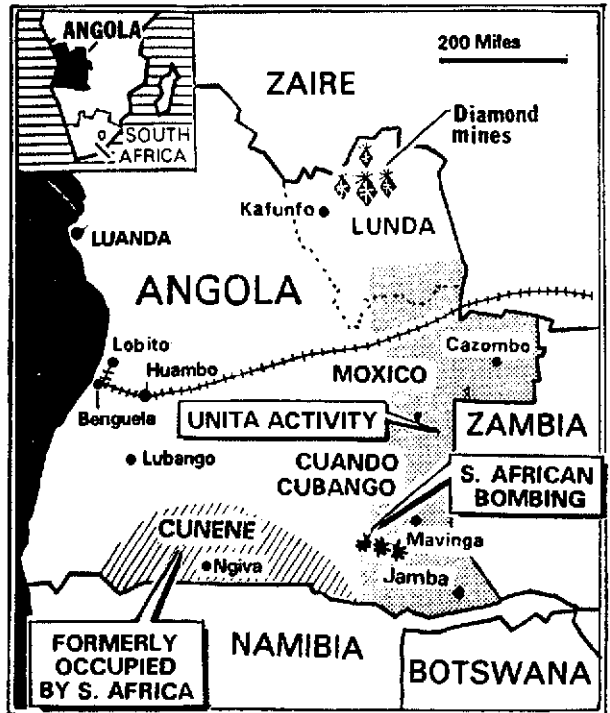 ANGOLA
SOUTH
AFRICA
200 Miles
ZAIRE
Diamond
mines
Kafunfo
LUNDA
LUANDA
ANGOLA
Lobito
Huambo
Benguela
Cazombo
MOXICO
UNITA ACTIVITY
ZAMBIA
Lubango
CUANDO
CUBANGO
S. AFRICAN
BOMBING
CUNENE
Mavinga
Ngiva
Jamba
FORMERLY
OCCUPIED
BY S. AFRICA
NAMIBIA
BOTSWANA